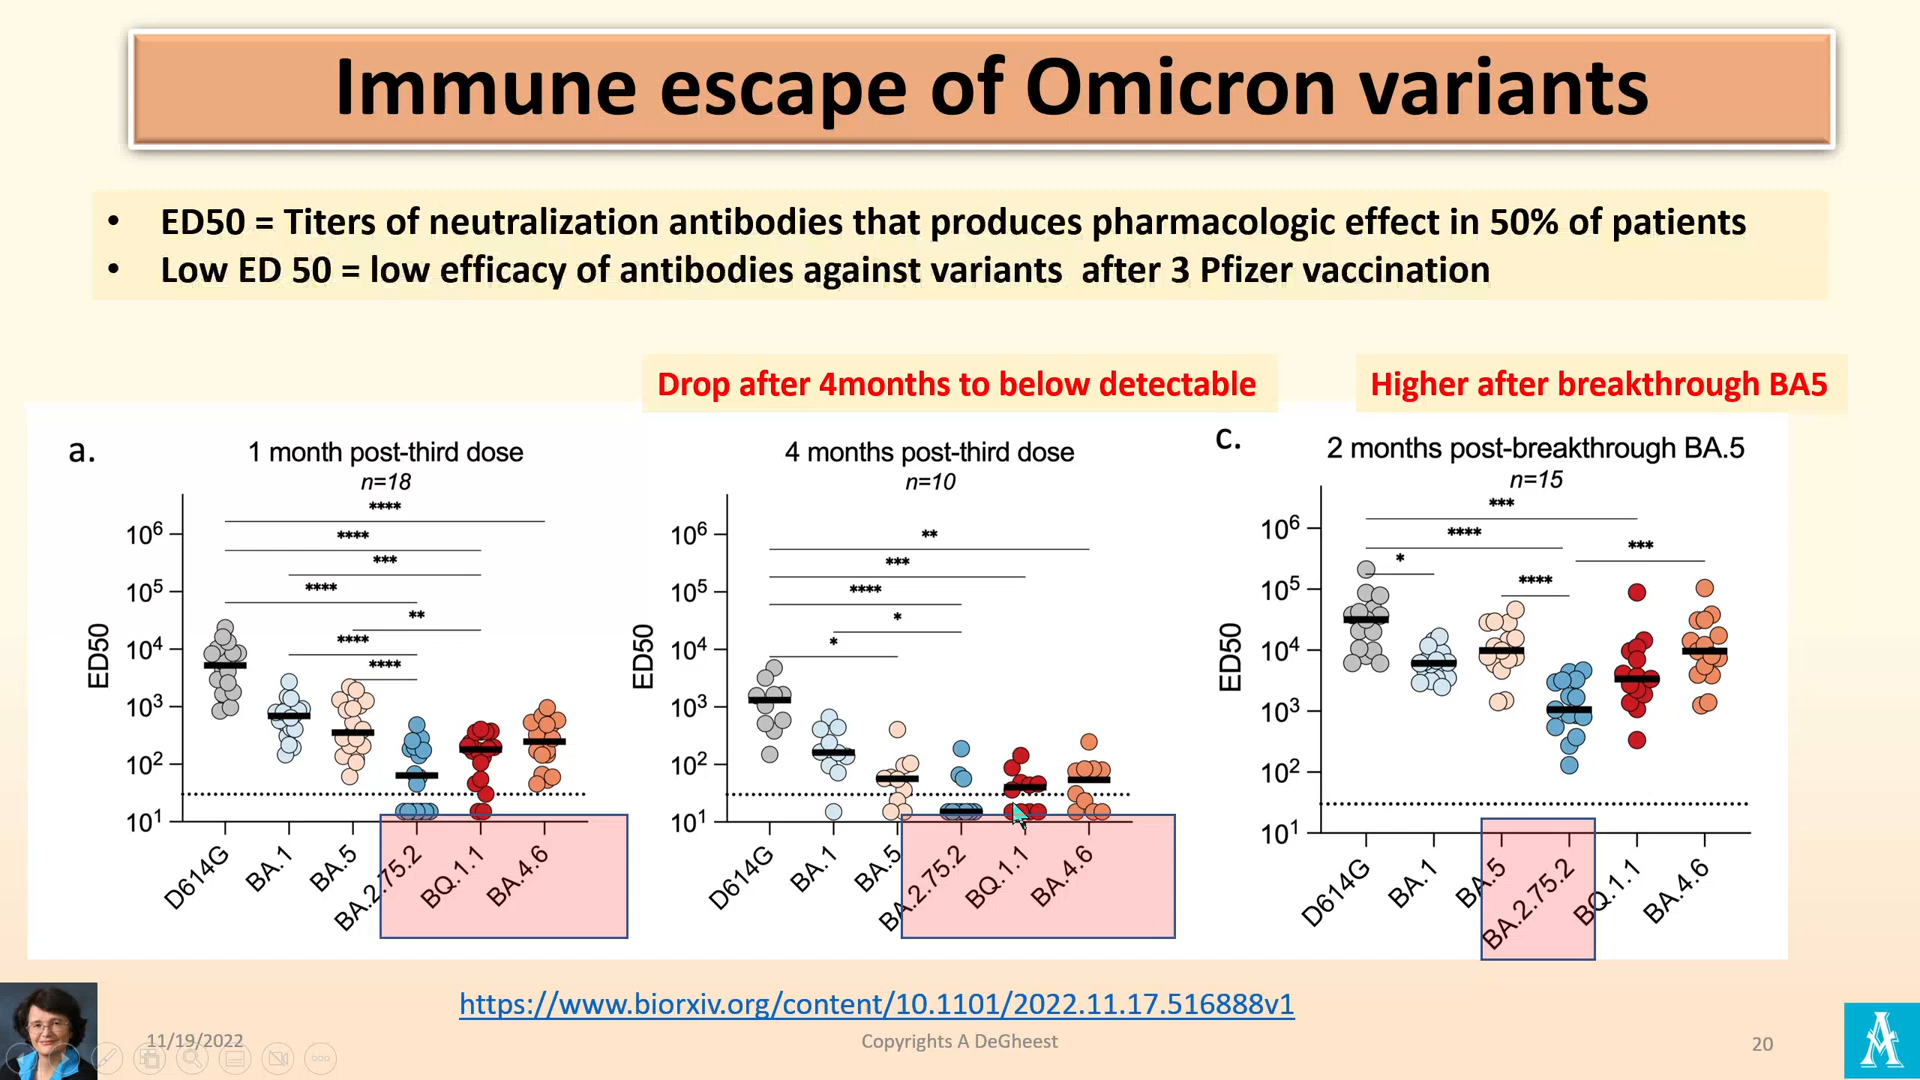 Immune escape of Omicron variants
• ED50 = Titers of neutralization antibodies that produces pharmacologic effect in 50% of patients
• Low ED 50 = low efficacy of antibodies against variants after 3 Pfizer vaccination
Drop after 4months to below detectable
Higher after breakthrough BA5
a.
1 month post-third dose
n=18
****
****
***
****
**
****
****
ED50
10⁶
10⁵
10⁴
10³
10²
10¹
D614G
BA.1
BA.5
BA.2.75.2
BQ.1.1
BA.4.6
4 months post-third dose
n=10
**
***
****
*
*
ED50
10⁶
10⁵
10⁴
10³
10²
10¹
D614G
BA.1
BA.5
BA.2.75.2
BQ.1.1
BA.4.6
c.
2 months post-breakthrough BA.5
n=15
***
****
***
*
****
ED50
10⁶
10⁵
10⁴
10³
10²
10¹
D614G
BA.1
BA.5
BA.2.75.2
BQ.1.1
BA.4.6
https://www.biorxiv.org/content/10.1101/2022.11.17.516888v1
11/19/2022
Copyrights A DeGheest
20
A